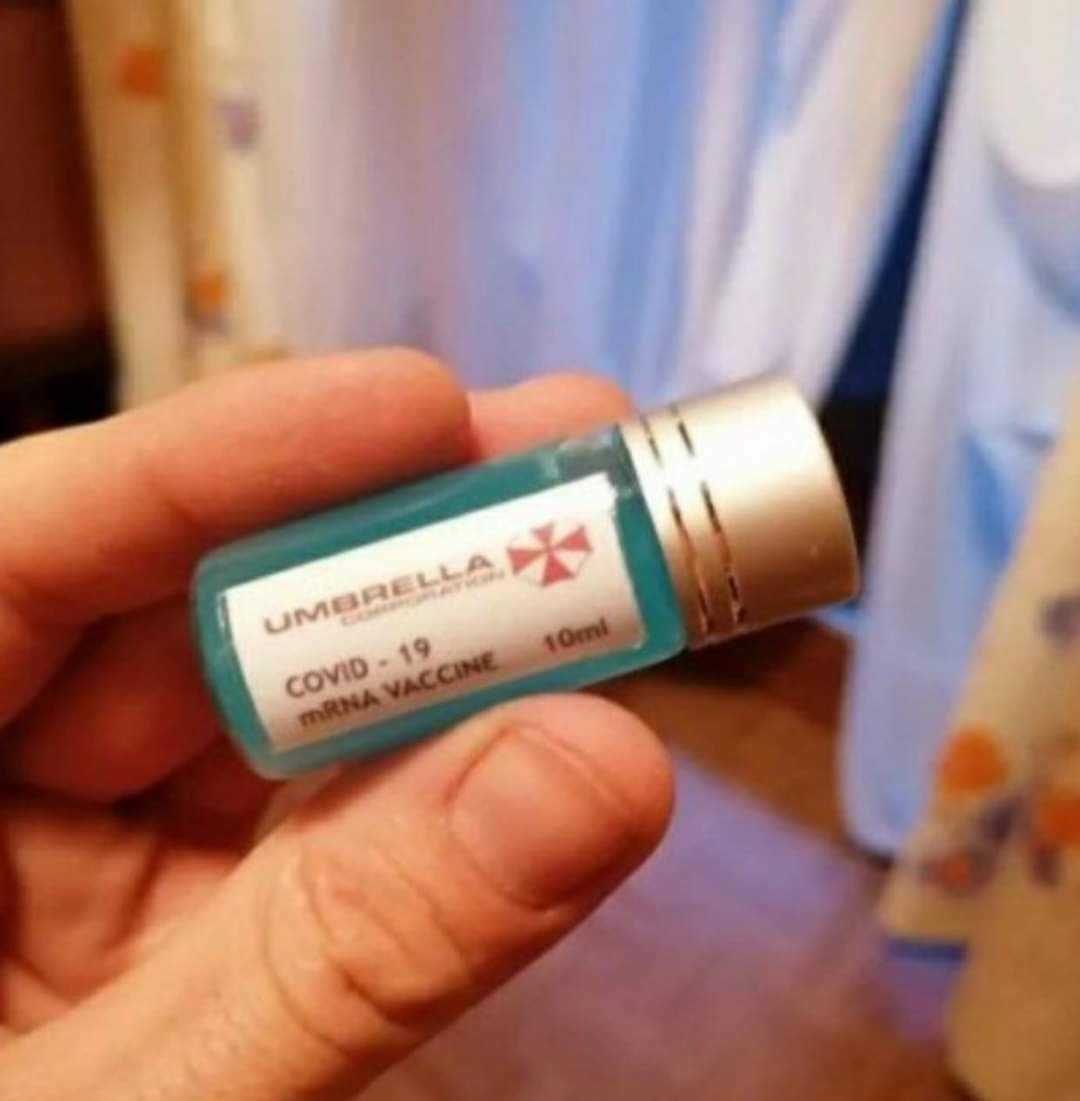 UMBRELLA
CORPORATION
COVID - 19
mRNA VACCINE 10ml